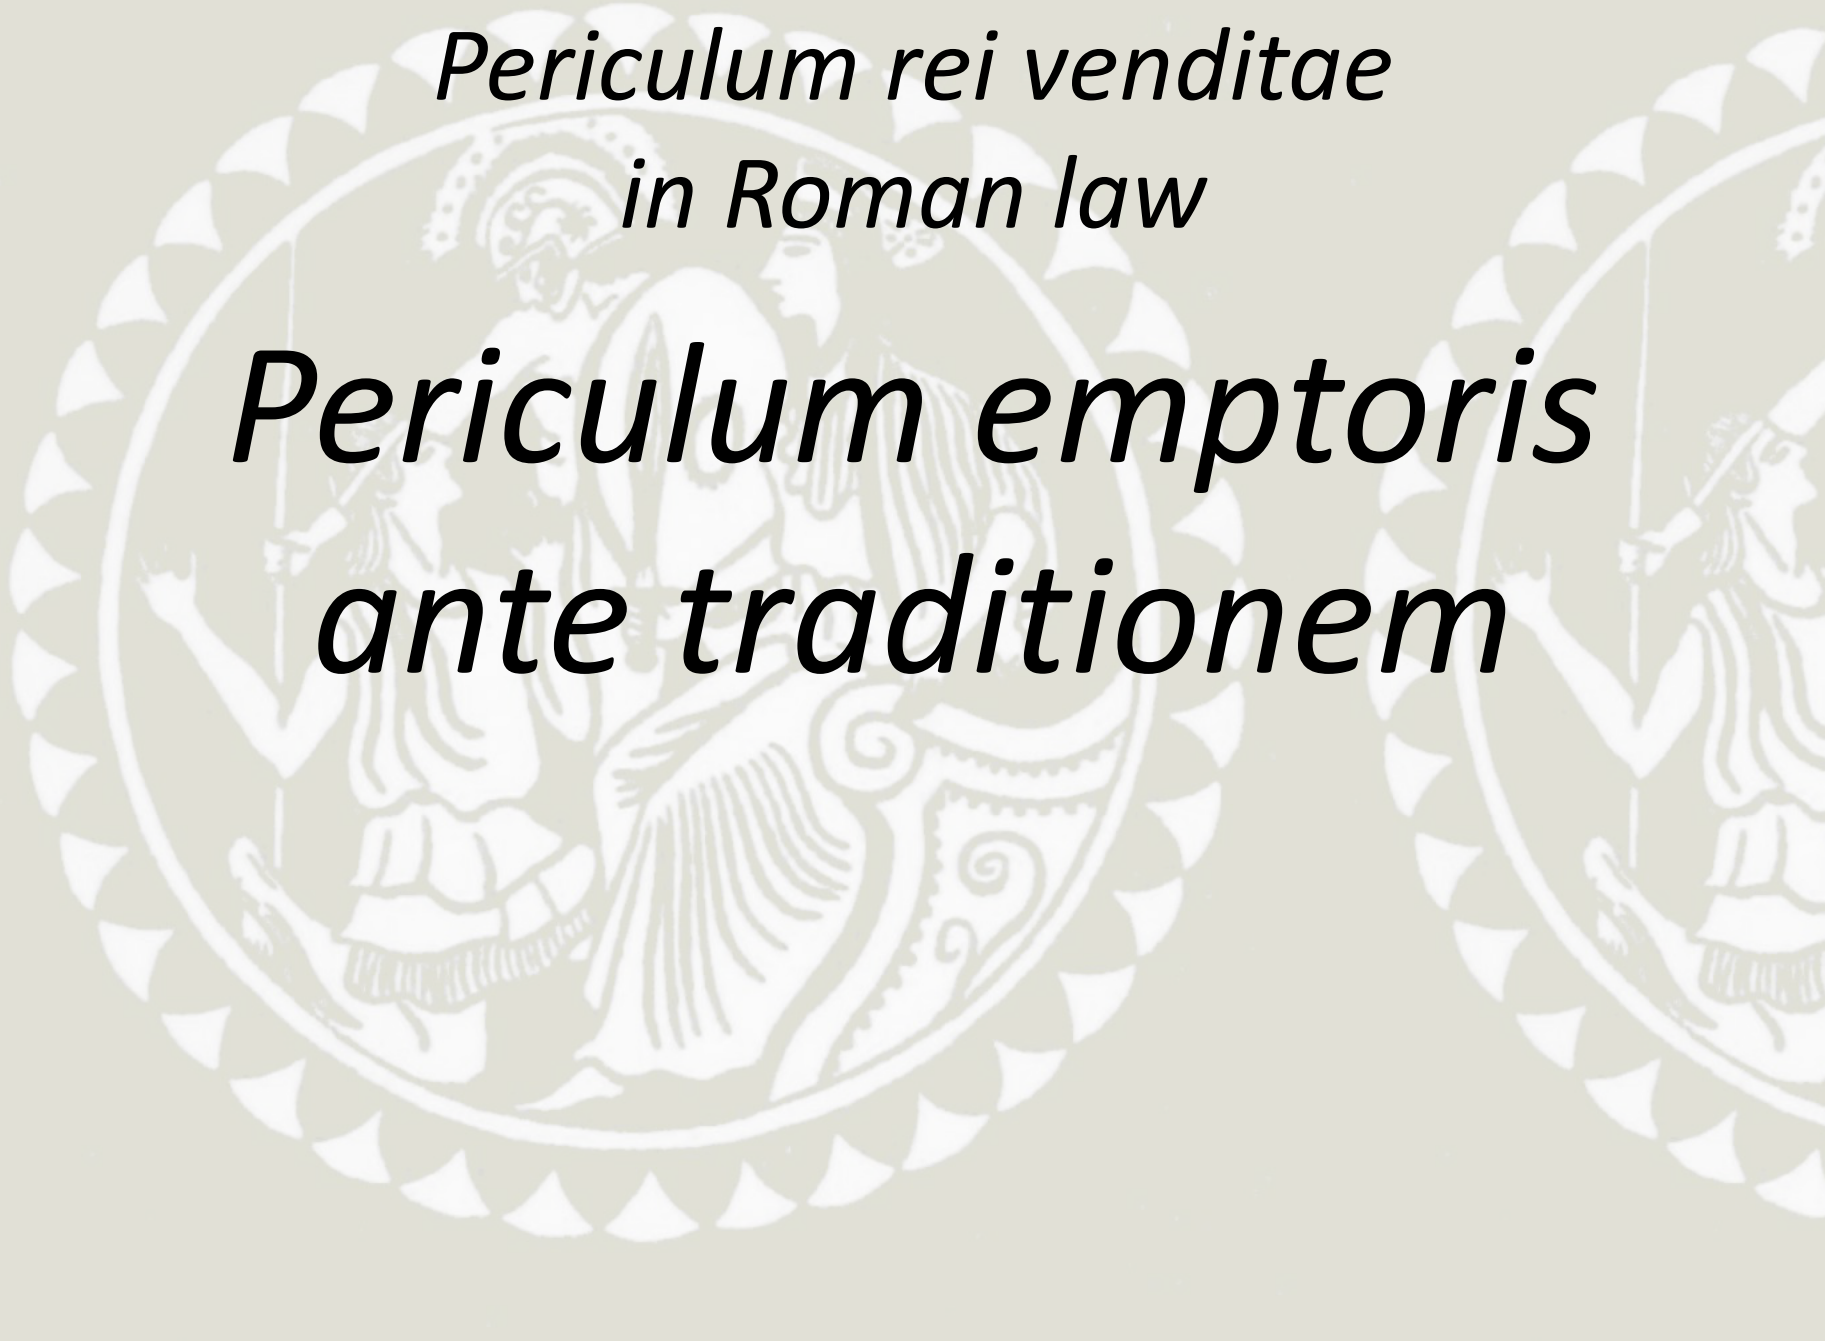 Periculum rei venditae
in Roman law
Periculum emptoris
ante traditionem